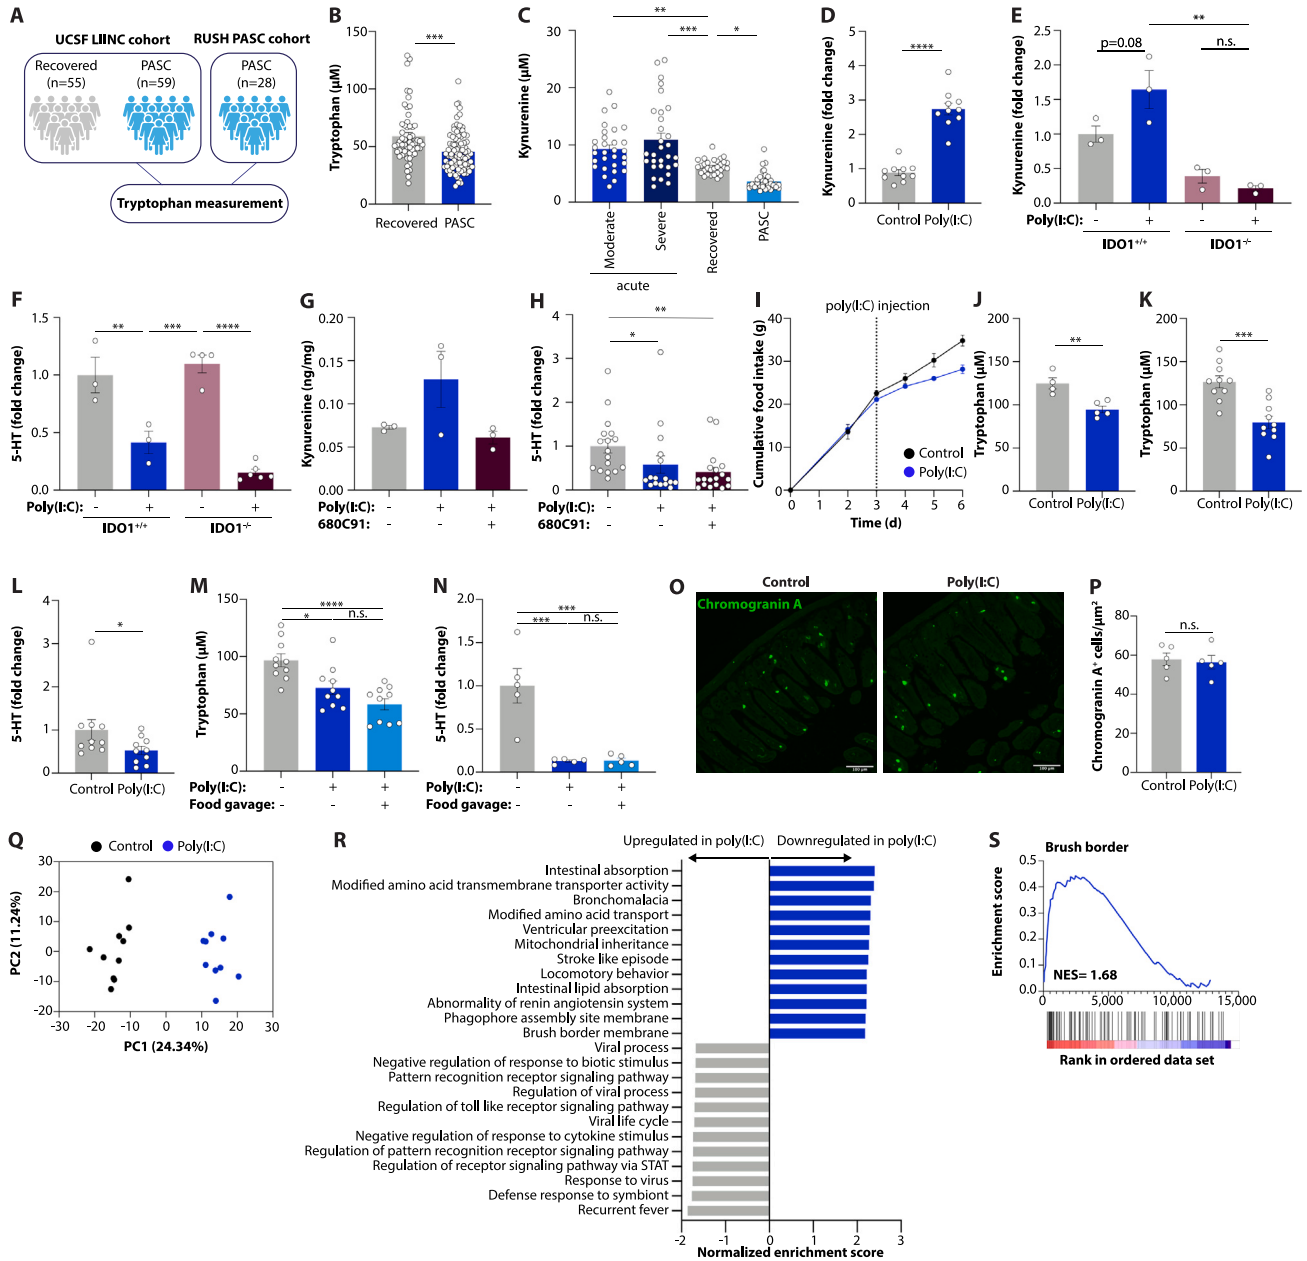 A
UCSF LIINC cohort
RUSH PASC cohort
Recovered
(n=55)
PASC
(n=59)
PASC
(n=28)
Tryptophan measurement
B
Tryptophan (µM)
150
100
50
0
***
Recovered PASC
C
Kynurenine (µM)
30
20
10
0
**
***
*
Moderate
Severe
Recovered
PASC
acute
D
Kynurenine (fold change)
5
4
3
2
1
0
****
Control Poly(I:C)
E
Kynurenine (fold change)
2.5
2.0
1.5
1.0
0.5
0.0
**
p=0.08
n.s.
Poly(I:C) - + - +
IDO1+/+ IDO1-/-
F
5-HT (fold change)
1.5
1.0
0.5
0.0
** *** ****
Poly(I:C): - + - +
IDO1+/+ IDO1-/-
G
Kynurenine (ng/mg)
0.20
0.15
0.10
0.05
0.00
Poly(I:C): - + +
680C91: - - +
H
5-HT (fold change)
4
3
2
1
0
**
*
Poly(I:C): - + +
680C91: - - +
I
poly(I:C) injection
Cumulative food intake (g)
40
30
20
10
0
Control
Poly(I:C)
0 1 2 3 4 5 6
Time (d)
J
Tryptophan (µM)
200
150
100
50
0
**
Control Poly(I:C)
K
Tryptophan (µM)
200
150
100
50
0
***
Control Poly(I:C)
L
5-HT (fold change)
4
3
2
1
0
*
Control Poly(I:C)
M
Tryptophan (µM)
150
100
50
0
****
* n.s.
Poly(I:C): - + +
Food gavage: - - +
N
5-HT (fold change)
2.0
1.5
1.0
0.5
0.0
***
*** n.s.
Poly(I:C): - + +
Food gavage: - - +
O
Control
Poly(I:C)
Chromogranin A
100 µm
100 µm
P
Chromogranin A+ cells/µm2
80
60
40
20
0
n.s.
Control Poly(I:C)
Q
Control
Poly(I:C)
PC2 (11.24%)
30
20
10
0
-10
-20
-30 -20 -10 0 10 20 30
PC1 (24.34%)
R
Upregulated in poly(I:C)
Downregulated in poly(I:C)
Intestinal absorption
Modified amino acid transmembrane transporter activity
Bronchomalacia
Modified amino acid transport
Ventricular preexcitation
Mitochondrial inheritance
Stroke like episode
Locomotory behavior
Intestinal lipid absorption
Abnormality of renin angiotensin system
Phagophore assembly site membrane
Brush border membrane
Viral process
Negative regulation of response to biotic stimulus
Pattern recognition receptor signaling pathway
Regulation of viral process
Regulation of toll like receptor signaling pathway
Viral life cycle
Negative regulation of response to cytokine stimulus
Regulation of pattern recognition receptor signaling pathway
Regulation of receptor signaling pathway via STAT
Response to virus
Defense response to symbiont
Recurrent fever
-2 -1 0 1 2 3
Normalized enrichment score
S
Brush border
Enrichment score
0.5
0.4
0.3
0.2
0.1
0.0
NES= 1.68
0 5,000 10,000 15,000
Rank in ordered data set